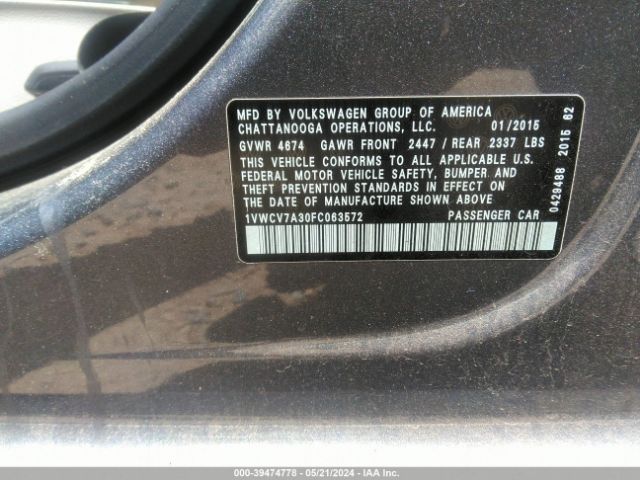 MFD BY VOLKSWAGEN GROUP OF AMERICA
CHATTANOOGA OPERATIONS, LLC. 01/2015
GVWR 4674 GAWR FRONT 2447 / REAR 2337 LBS
THIS VEHICLE CONFORMS TO ALL APPLICABLE U.S.
FEDERAL MOTOR VEHICLE SAFETY, BUMPER AND
THEFT PREVENTION STANDARDS IN EFFECT ON
THE DATE OF MANUFACTURE SHOWN ABOVE
1VWCV7A30FC063572 PASSENGER CAR
0429488 2015 62
000-39474778 - 05/21/2024 - IAA Inc.